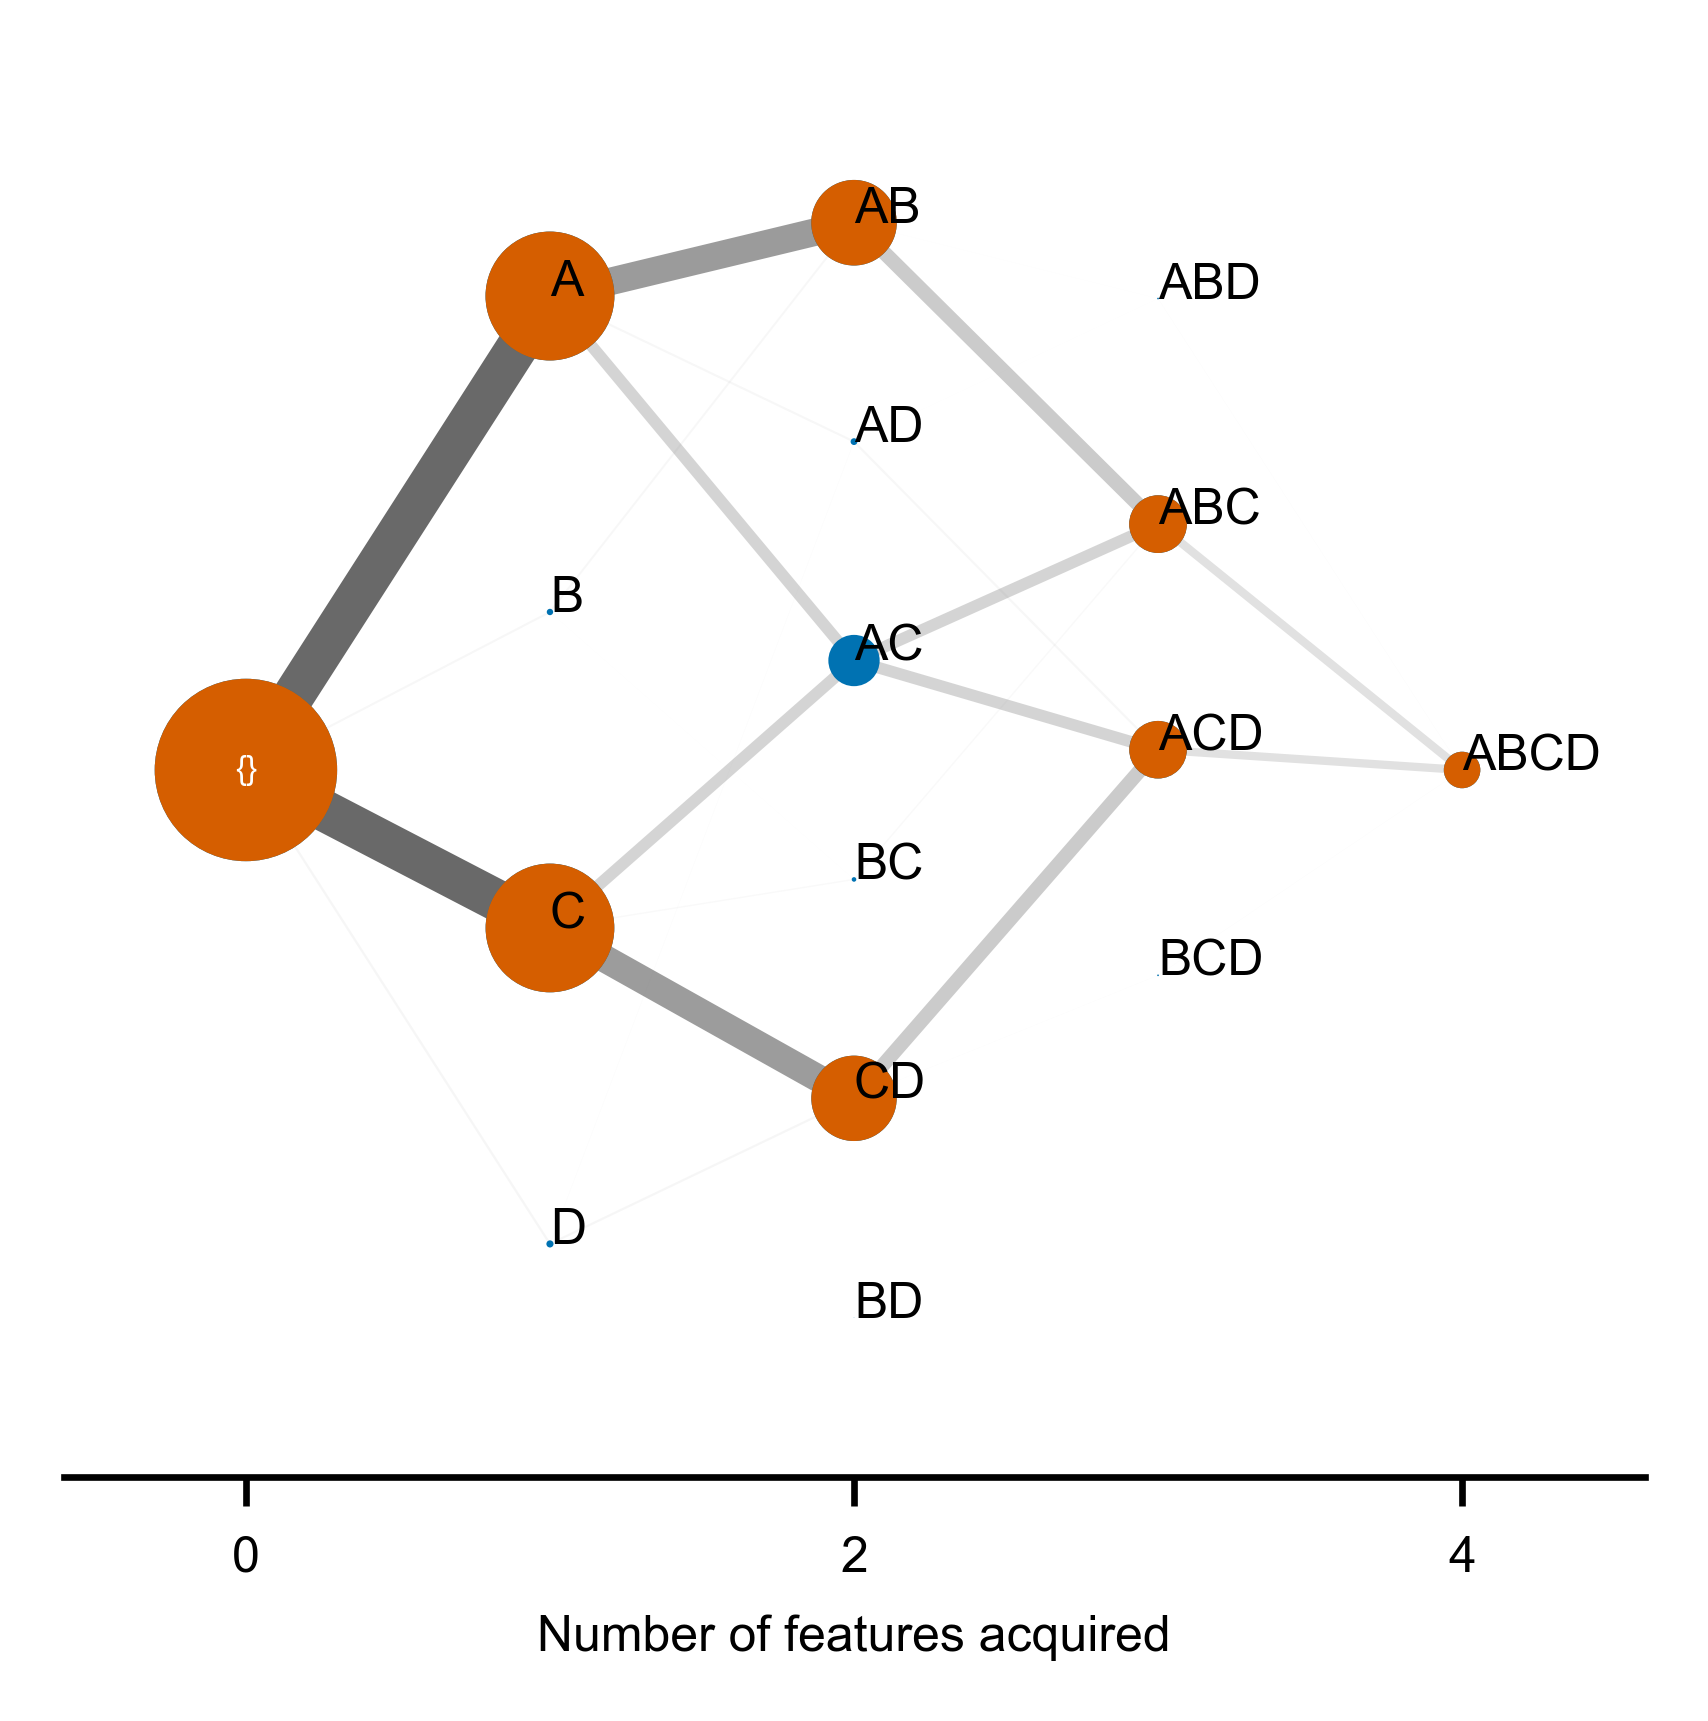 AB
A
ABD
AD
ABC
B
AC
ACD
{}
ABCD
BC
C
BCD
CD
D
BD
0 2 4
Number of features acquired